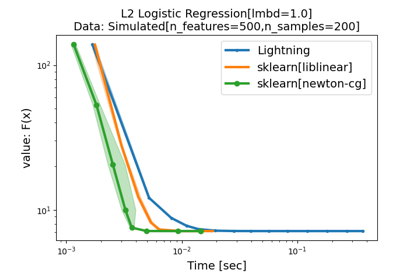 L2 Logistic Regression[lmbd=1.0]
Data: Simulated[n_features=500,n_samples=200]
value: F(x)
10²
10¹
Lightning
sklearn[liblinear]
sklearn[newton-cg]
10⁻³
10⁻²
10⁻¹
Time [sec]